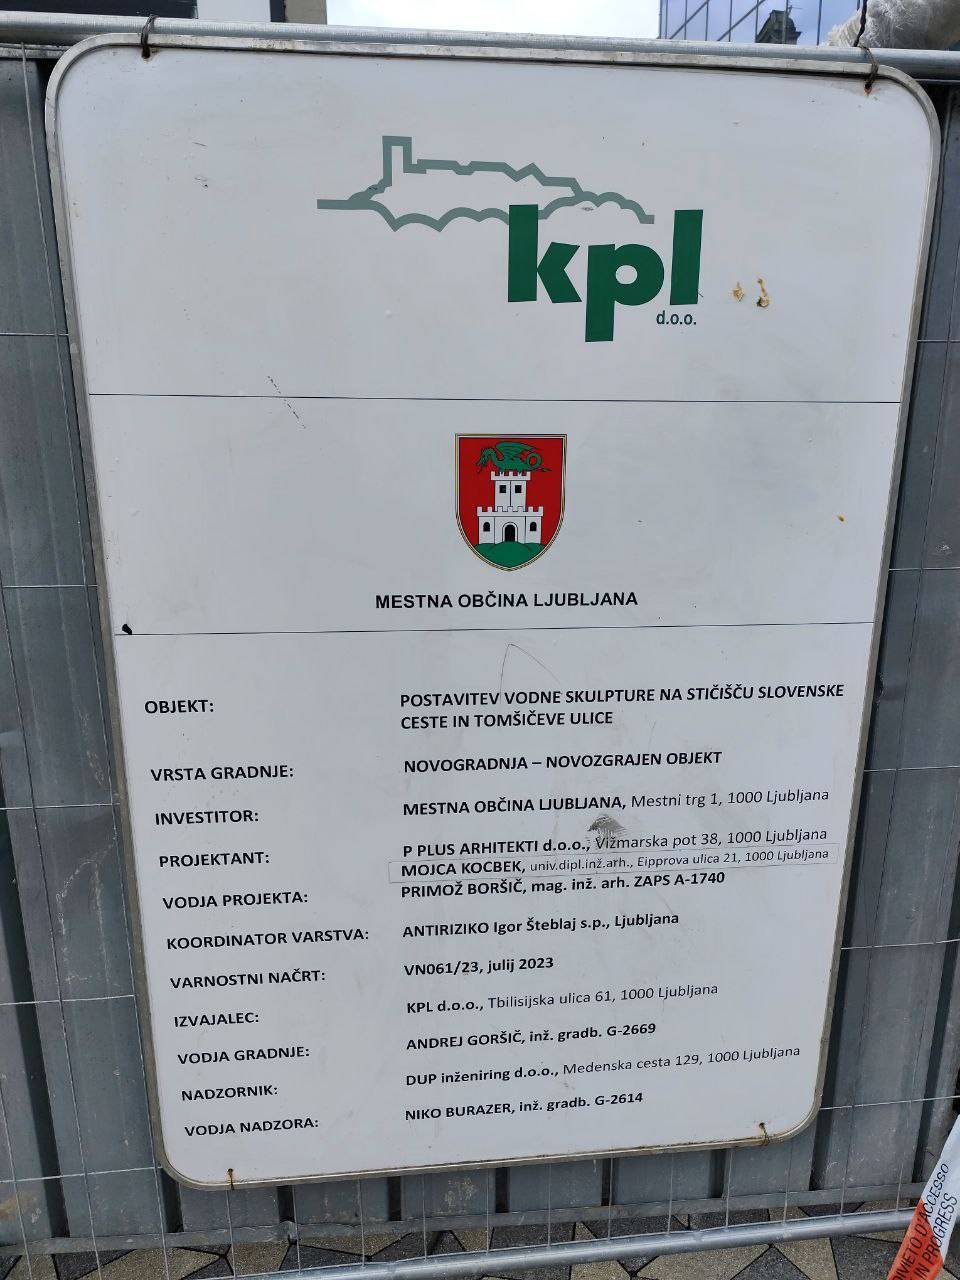 kpl
d.o.o.
MESTNA OBČINA LJUBLJANA
OBJEKT: POSTAVITEV VODNE SKULPTURE NA STIČIŠČU SLOVENSKE
CESTE IN TOMŠIČEVE ULICE
VRSTA GRADNJE: NOVOGRADNJA – NOVOZGRAJEN OBJEKT
INVESTITOR: MESTNA OBČINA LJUBLJANA, Mestni trg 1, 1000 Ljubljana
PROJEKTANT: P PLUS ARHITEKTI d.o.o., Vižmarska pot 38, 1000 Ljubljana
MOJCA KOCBEK, univ.dipl.inž.arh., Eipprova ulica 21, 1000 Ljubljana
VODJA PROJEKTA: PRIMOŽ BORŠIČ, mag. inž. arh. ZAPS A-1740
KOORDINATOR VARSTVA: ANTIRIZIKO Igor Šteblaj s.p., Ljubljana
VARNOSTNI NAČRT: VN061/23, julij 2023
IZVAJALEC: KPL d.o.o., Tbilisijska ulica 61, 1000 Ljubljana
VODJA GRADNJE: ANDREJ GORŠIČ, inž. gradb. G-2669
NADZORNIK: DUP inženiring d.o.o., Medenska cesta 129, 1000 Ljubljana
VODJA NADZORA: NIKO BURAZER, inž. gradb. G-2614
D'ACCESSO
IN PROGRESS